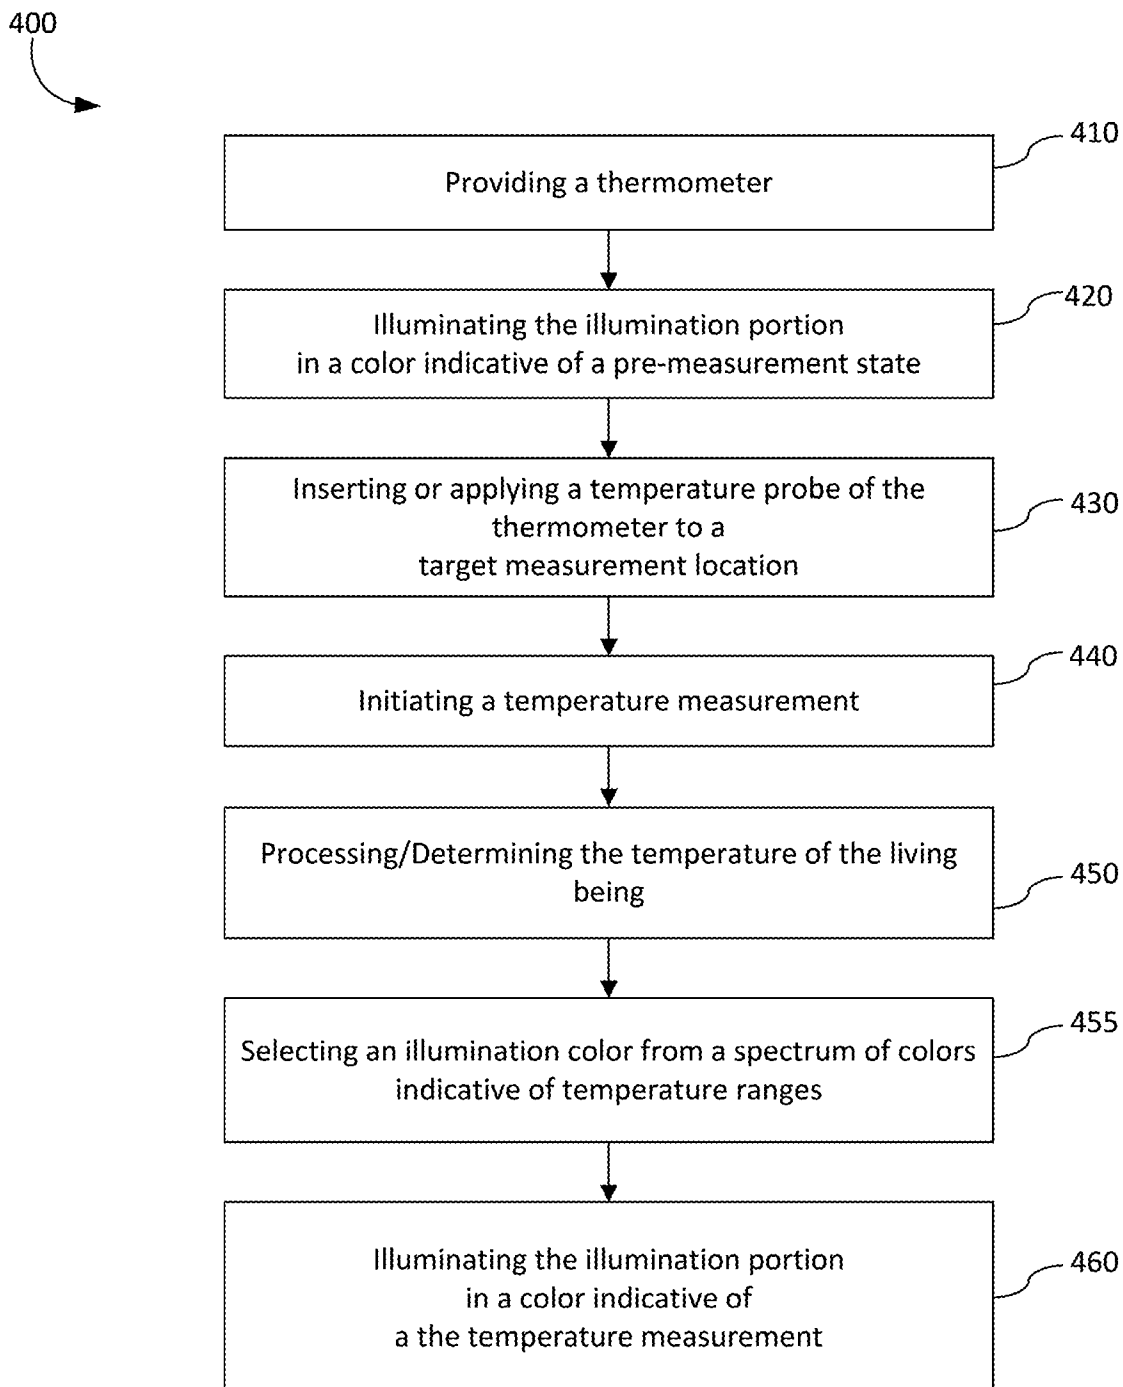 400
410
Providing a thermometer
420
Illuminating the illumination portion
in a color indicative of a pre-measurement state
430
Inserting or applying a temperature probe of the
thermometer to a
target measurement location
440
Initiating a temperature measurement
Processing/Determining the temperature of the living
being
450
455
Selecting an illumination color from a spectrum of colors
indicative of temperature ranges
460
Illuminating the illumination portion
in a color indicative of
a the temperature measurement